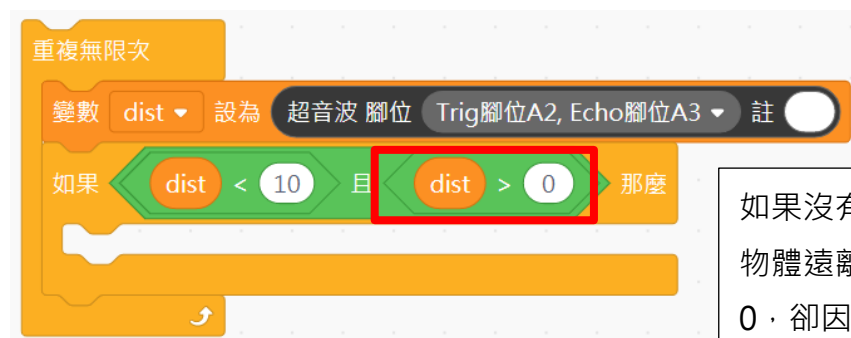 重複無限次
變數 dist 設為 超音波 腳位 Trig腳位A2, Echo腳位A3 註
如果 dist < 10 且 dist > 0 那麼
如果沒
物體遠
0,卻因